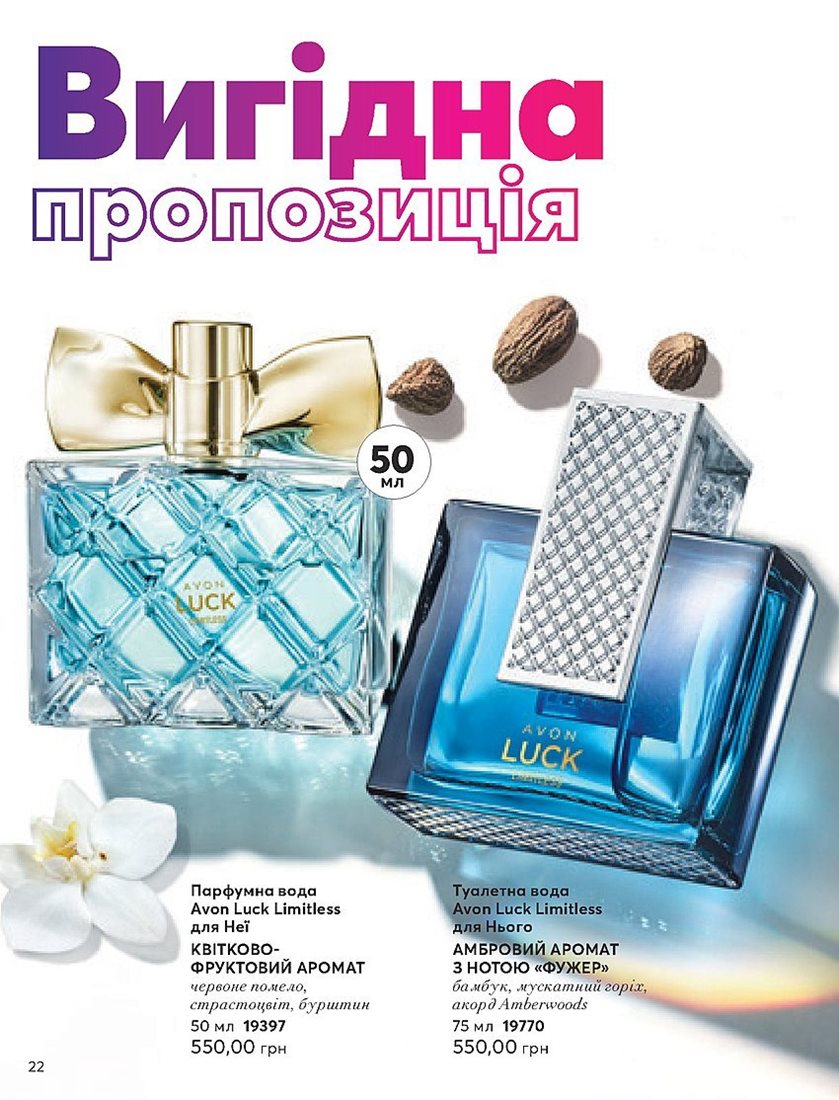 Вигідна
пропозиція
50
МЛ
AVON
LUCK
LIMITLESS
AVON
LUCK
LIMITLESS
Парфумна вода
Avon Luck Limitless
для Неї
КВІТКОВО-
ФРУКТОВИЙ АРОМАТ
червоне помело,
страстоцвіт, бурштин
50 мл 19397
550,00 грн
Туалетна вода
Avon Luck Limitless
для Нього
АМБРОВИЙ АРОМАТ
З НОТОЮ «ФУЖЕР»
бамбук, мускатний горіх,
акорд Amberwoods
75 мл 19770
550,00 грн
22